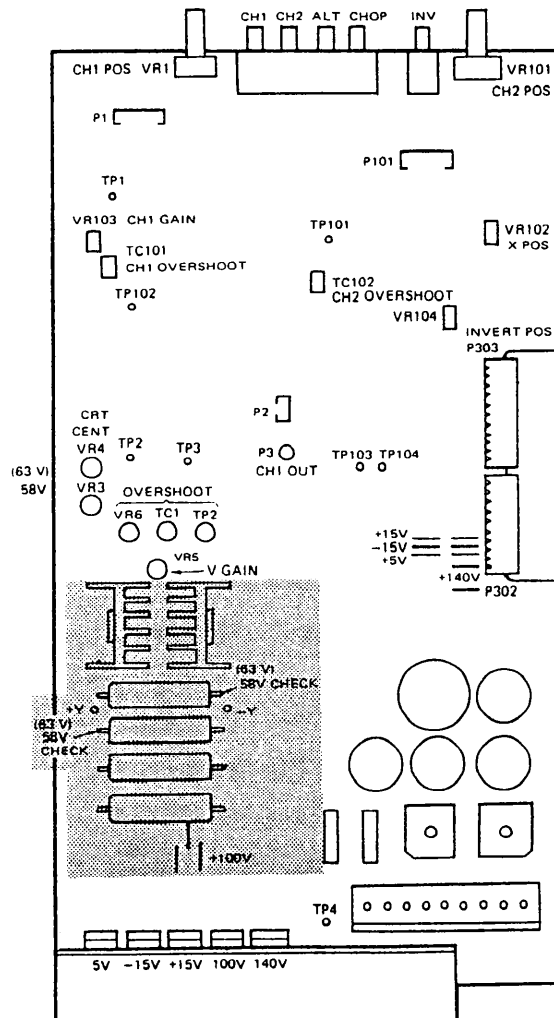 CH1 CH2 ALT CHOP INV
CH1 POS VR1
VR101
CH2 POS
P1
P101
TP1
VR103 CH1 GAIN
TP101
VR102
X POS
TC101
CH1 OVERSHOOT
TC102
CH2 OVERSHOOT
TP102
VR104
INVERT POS
P303
P2
CRT
CENT
VR4
TP2
TP3
P3
CH1 OUT
TP103 TP104
(63 V)
58V
VR3
OVERSHOOT
VR6 TC1 TP2
+15V
-15V
+5V
+140V
P302
VR5
V GAIN
(63 V)
58V CHECK
+Y
-Y
(63 V)
58V
CHECK
+100V
TP4
5V -15V +15V 100V 140V